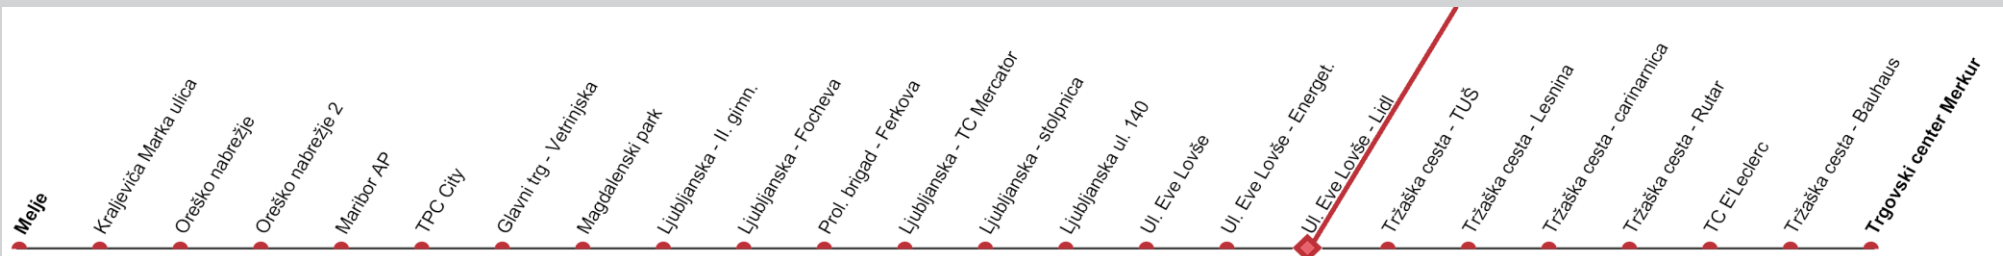 Melje
Kraljeviča Marka ulica
Oreško nabrežje
Oreško nabrežje 2
Maribor AP
TPC City
Glavni trg - Vetrinjska
Magdalenski park
Ljubljanska - II. gimn.
Ljubljanska - Focheva
Prol. brigad - Ferkova
Ljubljanska - TC Mercator
Ljubljanska - stolpnica
Ljubljanska ul. 140
Ul. Eve Lovše
Ul. Eve Lovše - Energet.
Ul. Eve Lovše - Lidl
Tržaška cesta - TUŠ
Tržaška cesta - Lesnina
Tržaška cesta - carinarnica
Tržaška cesta - Rutar
TC E'Leclerc
Tržaška cesta - Bauhaus
Trgovski center Merkur